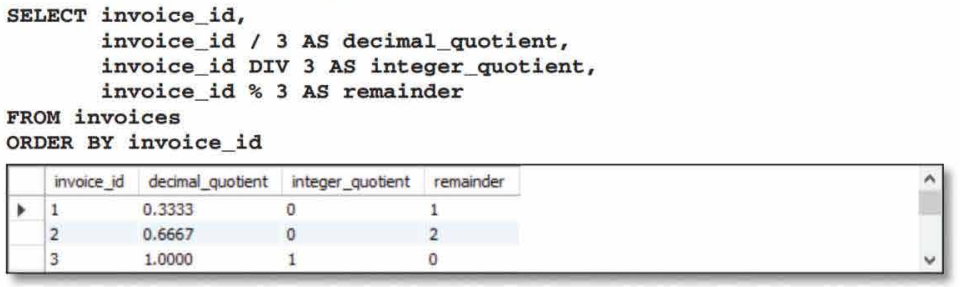 SELECT invoice_id,
invoice_id / 3 AS decimal_quotient,
invoice_id DIV 3 AS integer_quotient,
invoice_id % 3 AS remainder
FROM invoices
ORDER BY invoice_id
invoice_id decimal_quotient integer_quotient remainder
1 0.3333 0 1
2 0.6667 0 2
3 1.0000 1 0